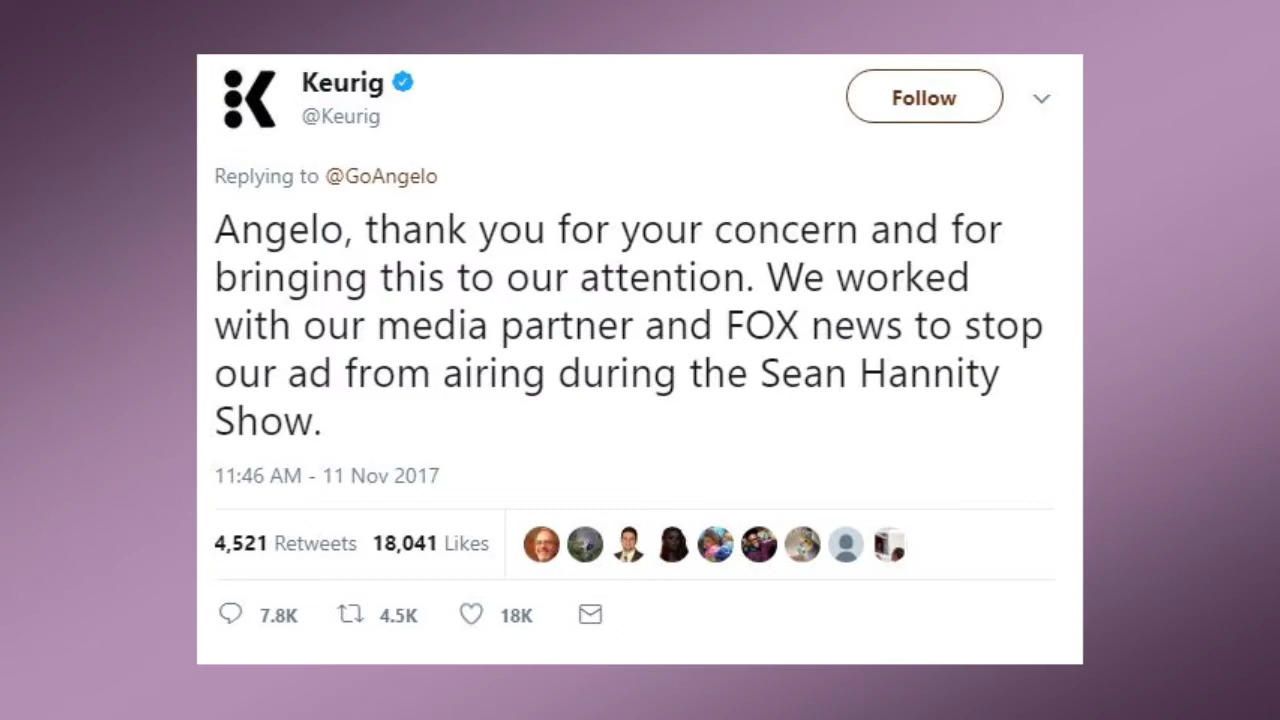 Keurig
@Keurig
Follow
Replying to @GoAngelo
Angelo, thank you for your concern and for
bringing this to our attention. We worked
with our media partner and FOX news to stop
our ad from airing during the Sean Hannity
Show.
11:46 AM - 11 Nov 2017
4,521 Retweets 18,041 Likes
7.8K 4.5K 18K